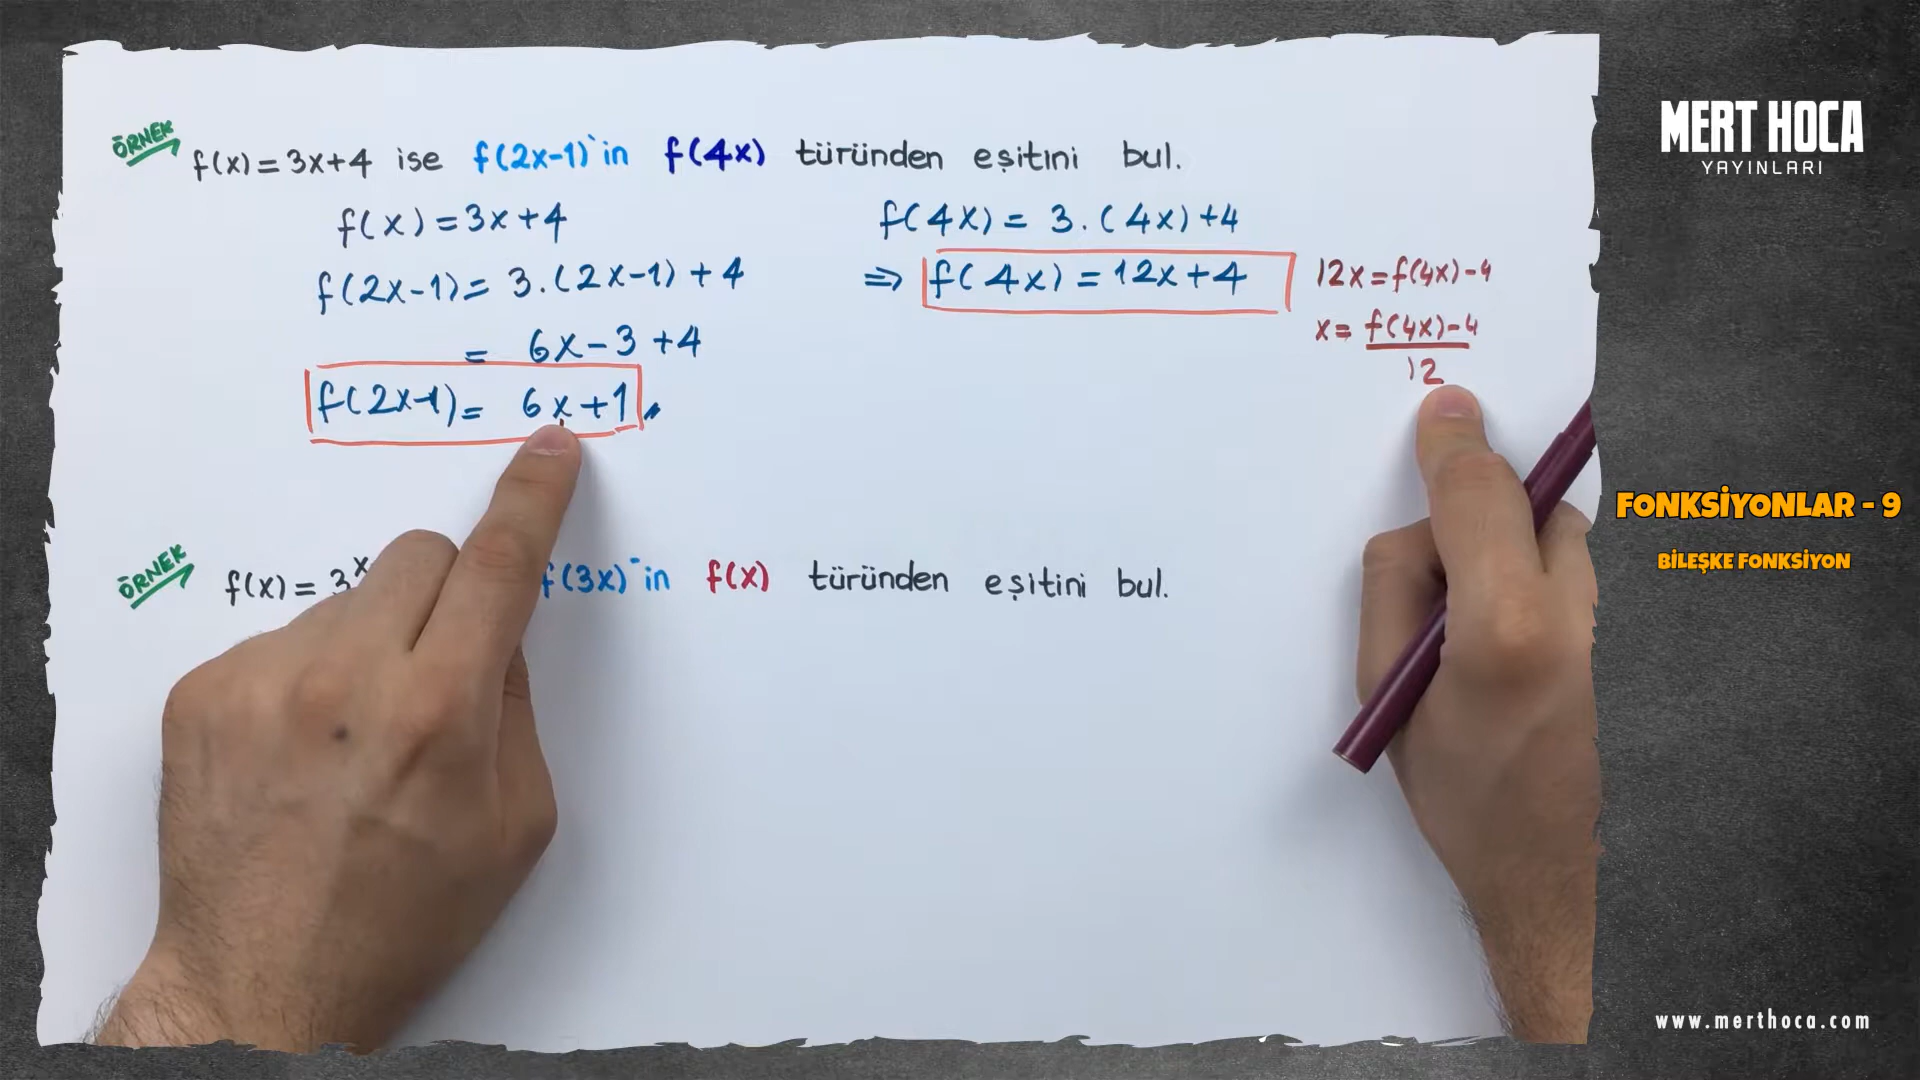 ÖRNEK
f(x) = 3x+4 ise f(2x-1)`in f(4x) türünden eşitini bul.
f(x) = 3x+4
f(2x-1) = 3.(2x-1)+4
= 6x-3+4
f(2x-1) = 6x+1
f(4x) = 3.(4x)+4
⇒ f(4x) = 12x+4
12x = f(4x)-4
x = f(4x)-4
12
ÖRNEK
f(x) = 3ˣ f(3x)`in f(x) türünden eşitini bul.
MERT HOCA
YAYINLARI
FONKSİYONLAR - 9
BİLEŞKE FONKSİYON
www.merthoca.com